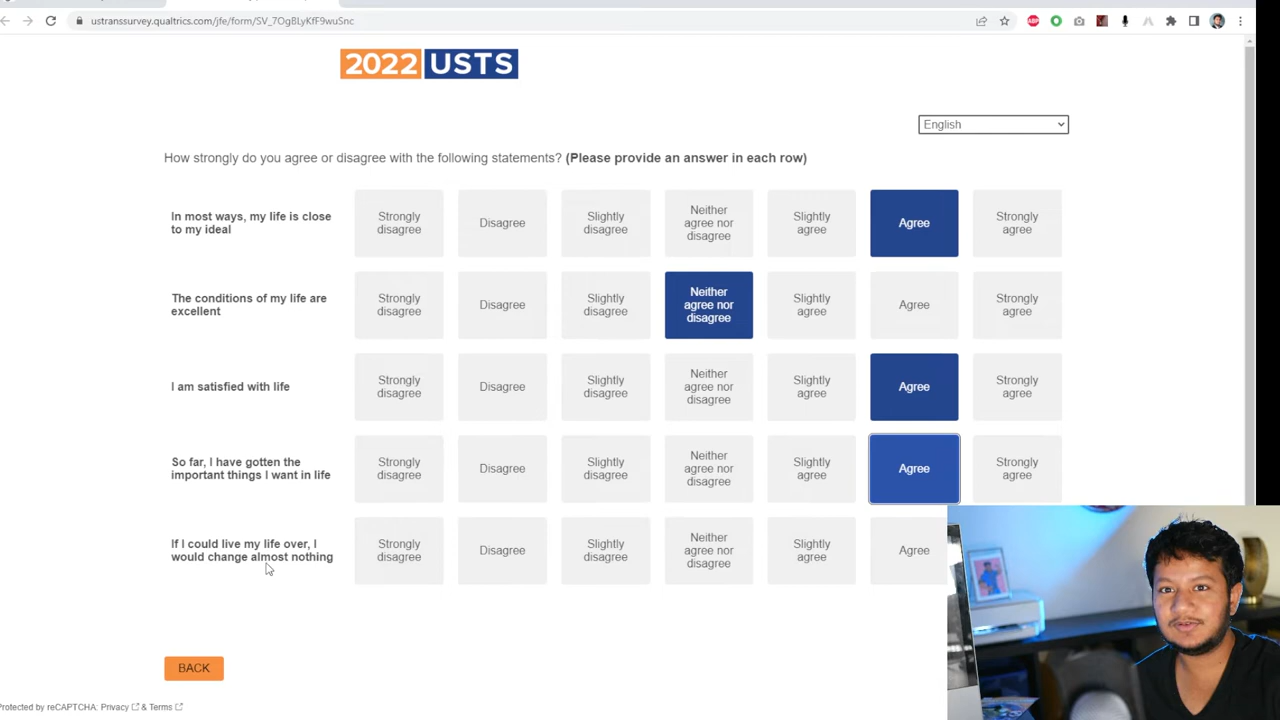 ustranssurvey.qualtrics.com/jfe/form/SV_7Og8LyKfF9wuSnc
ABP
2022 USTS
English
How strongly do you agree or disagree with the following statements? (Please provide an answer in each row)
In most ways, my life is close
to my ideal
Strongly
disagree
Disagree
Slightly
disagree
Neither
agree nor
disagree
Slightly
agree
Agree
Strongly
agree
The conditions of my life are
excellent
Strongly
disagree
Disagree
Slightly
disagree
Neither
agree nor
disagree
Slightly
agree
Agree
Strongly
agree
I am satisfied with life
Strongly
disagree
Disagree
Slightly
disagree
Neither
agree nor
disagree
Slightly
agree
Agree
Strongly
agree
So far, I have gotten the
important things I want in life
Strongly
disagree
Disagree
Slightly
disagree
Neither
agree nor
disagree
Slightly
agree
Agree
Strongly
agree
If I could live my life over, I
would change almost nothing
Strongly
disagree
Disagree
Slightly
disagree
Neither
agree nor
disagree
Slightly
agree
Agree
BACK
Protected by reCAPTCHA: Privacy & Terms